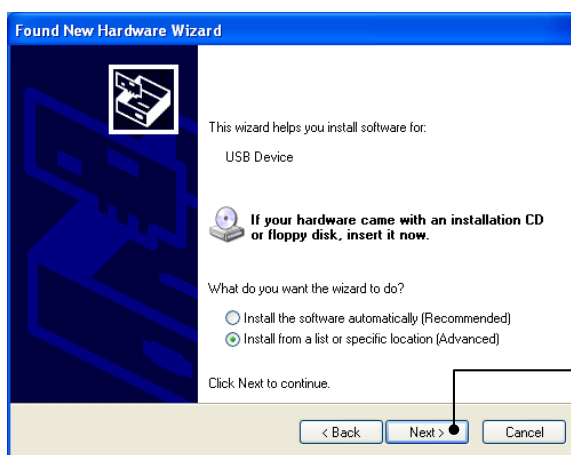 Found New Hardware Wizard
This wizard helps you install software for:
USB Device
If your hardware came with an installation CD
or floppy disk, insert it now.
What do you want the wizard to do?
Install the software automatically (Recommended)
Install from a list or specific location (Advanced)
Click Next to continue.
< Back Next > Cancel